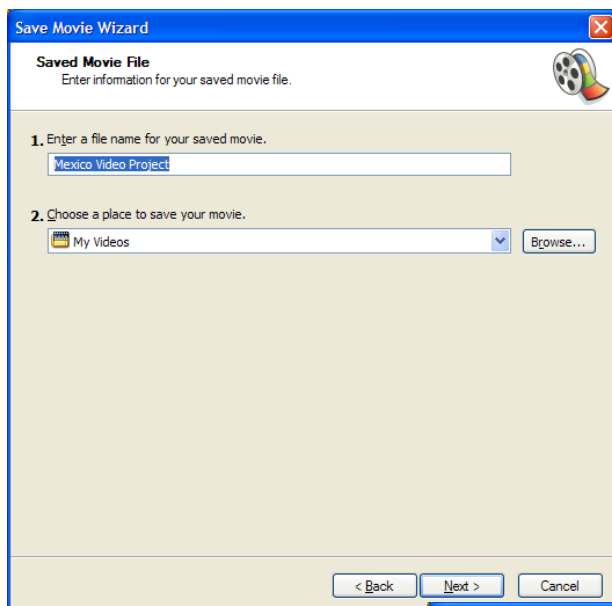 Save Movie Wizard
Saved Movie File
Enter information for your saved movie file.
1. Enter a file name for your saved movie.
Mexico Video Project
2. Choose a place to save your movie.
My Videos Browse...
< Back Next > Cancel